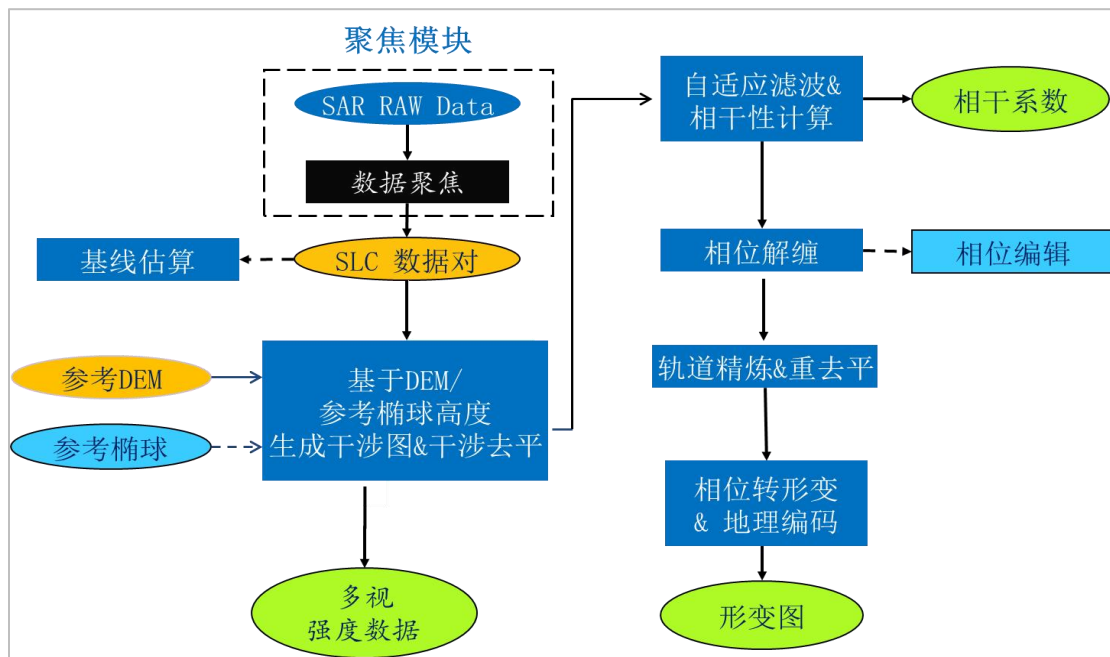 聚焦模块
SAR RAW Data
数据聚焦
SLC 数据对
基线估算
参考DEM
参考椭球
基于DEM/
参考椭球高度
生成干涉图&干涉去平
多视
强度数据
自适应滤波&
相干性计算
相干系数
相位解缠
相位编辑
轨道精炼&重去平
相位转形变
& 地理编码
形变图